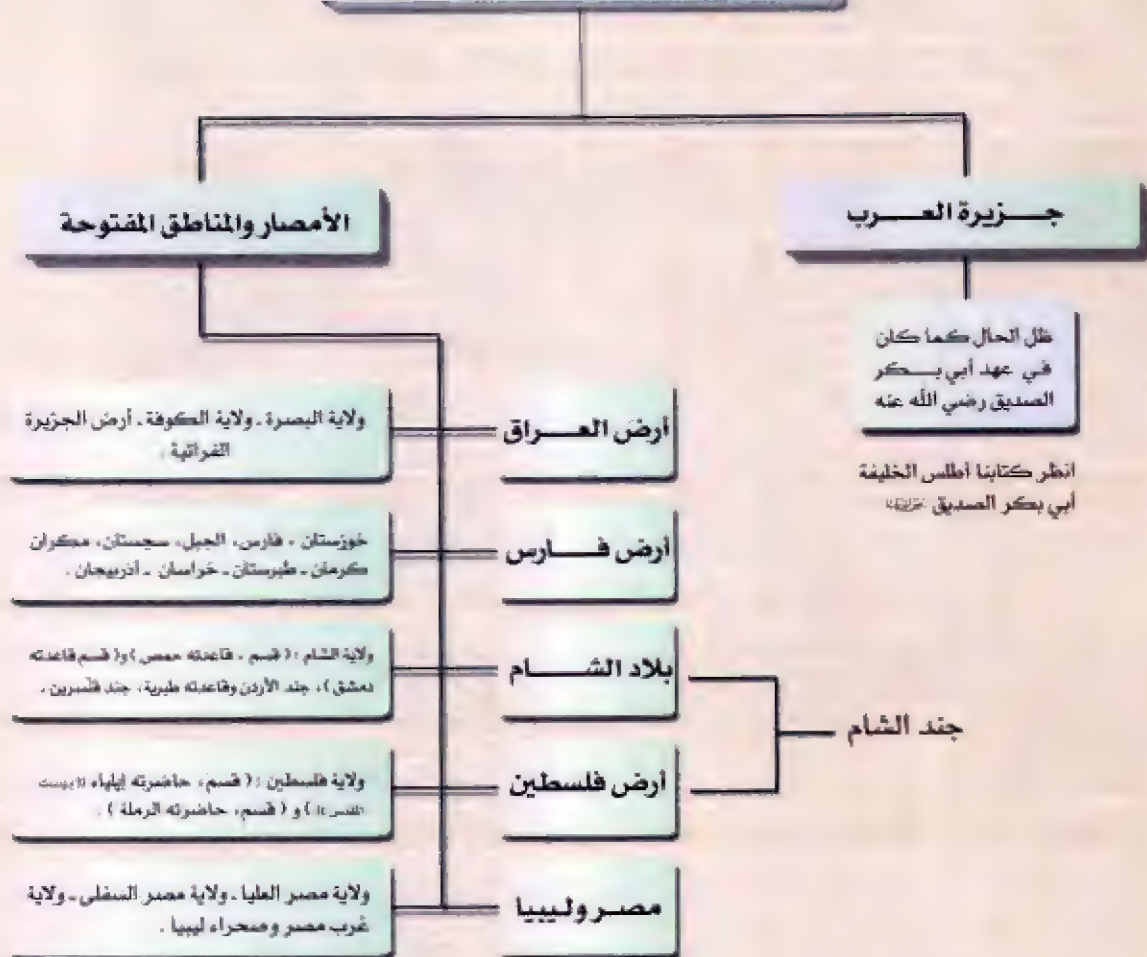 جـــزيرة العـــرب
ظل الحال كما كان
في عهد أبي بـــكر
الصديق رضي الله عنه
انظر كتابنا أطلس الخليفة
أبي بكر الصديق
الأمصار والمناطق المفتوحة
أرض العـــراق
ولاية البصرة ـ ولاية الكوفة ـ أرض الجزيرة
الفراتية .
أرض فـــارس
خوزستان ـ فارس، الجبل، سجستان، مكران
كرمان ـ طبرستان ـ خراسان ـ أذربيجان .
جند الشام
بلاد الشـــام
ولاية الشام : ( قسم ، قاعدته حمص ) و( قسم قاعدته
دمشق )، جند الأردن وقاعدته طبرية، جند قنسرين .
أرض فلسطين
ولاية فلسطين : ( قسم، حاضرته إيلياء (( بيت
المقدس )) ) و ( قسم، حاضرته الرملة ) .
مصـر وليبيا
ولاية مصر العليا ـ ولاية مصر السفلى ـ ولاية
غرب مصر وصحراء ليبيا .